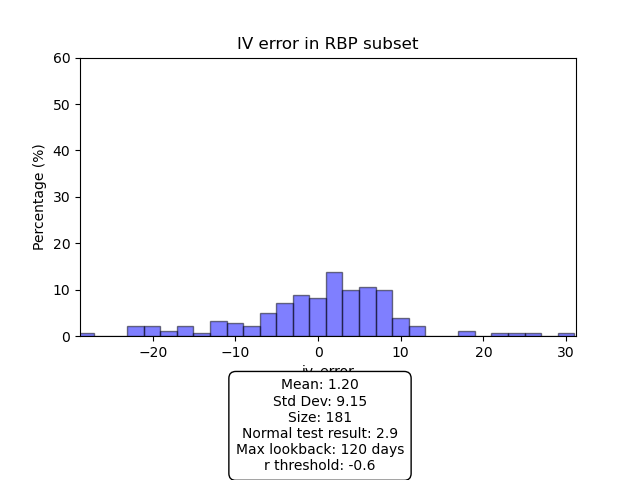 IV error in RBP subset
60
50
40
30
20
10
0
Percentage (%)
−20
−10
0
10
20
30
iv_error
Mean: 1.20
Std Dev: 9.15
Size: 181
Normal test result: 2.9
Max lookback: 120 days
r threshold: -0.6